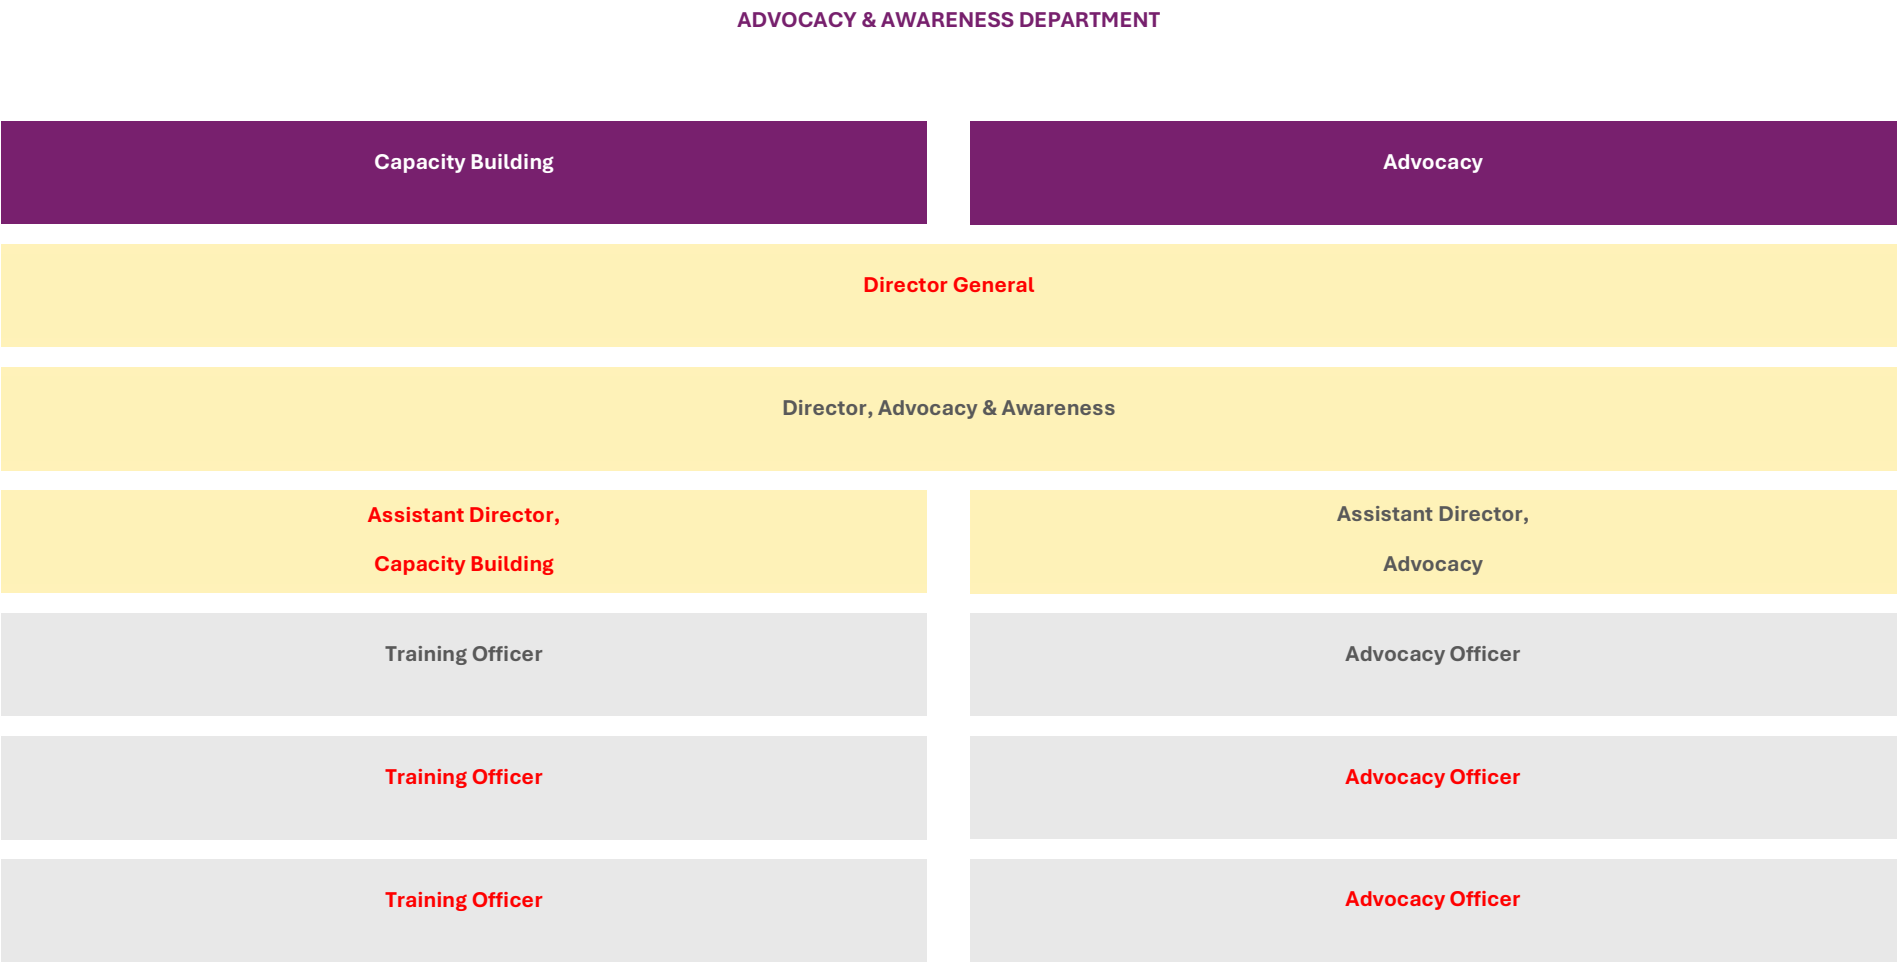 ADVOCACY & AWARENESS DEPARTMENT
Capacity Building
Advocacy
Director General
Director, Advocacy & Awareness
Assistant Director,
Capacity Building
Assistant Director,
Advocacy
Training Officer
Advocacy Officer
Training Officer
Advocacy Officer
Training Officer
Advocacy Officer